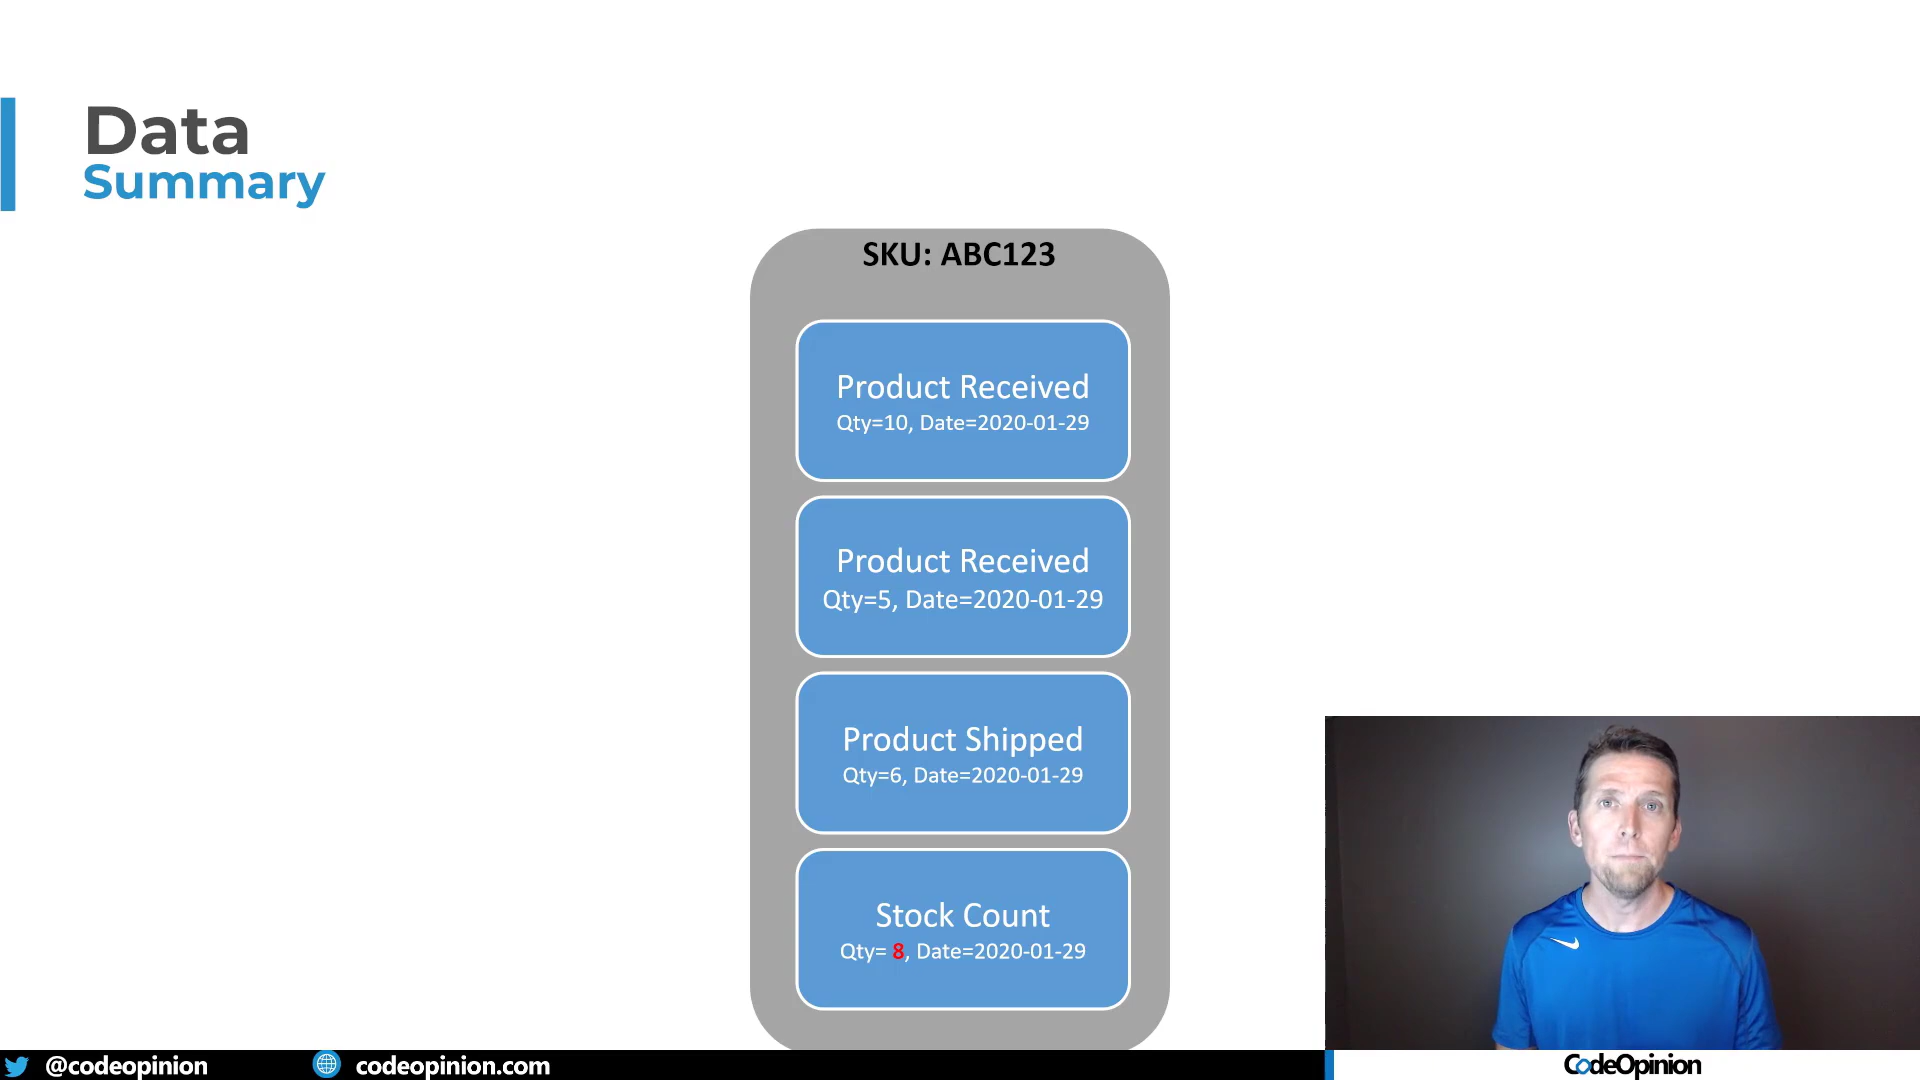 Data
Summary
SKU: ABC123
Product Received
Qty=10, Date=2020-01-29
Product Received
Qty=5, Date=2020-01-29
Product Shipped
Qty=6, Date=2020-01-29
Stock Count
Qty= 8, Date=2020-01-29
@codeopinion
codeopinion.com
CodeOpinion